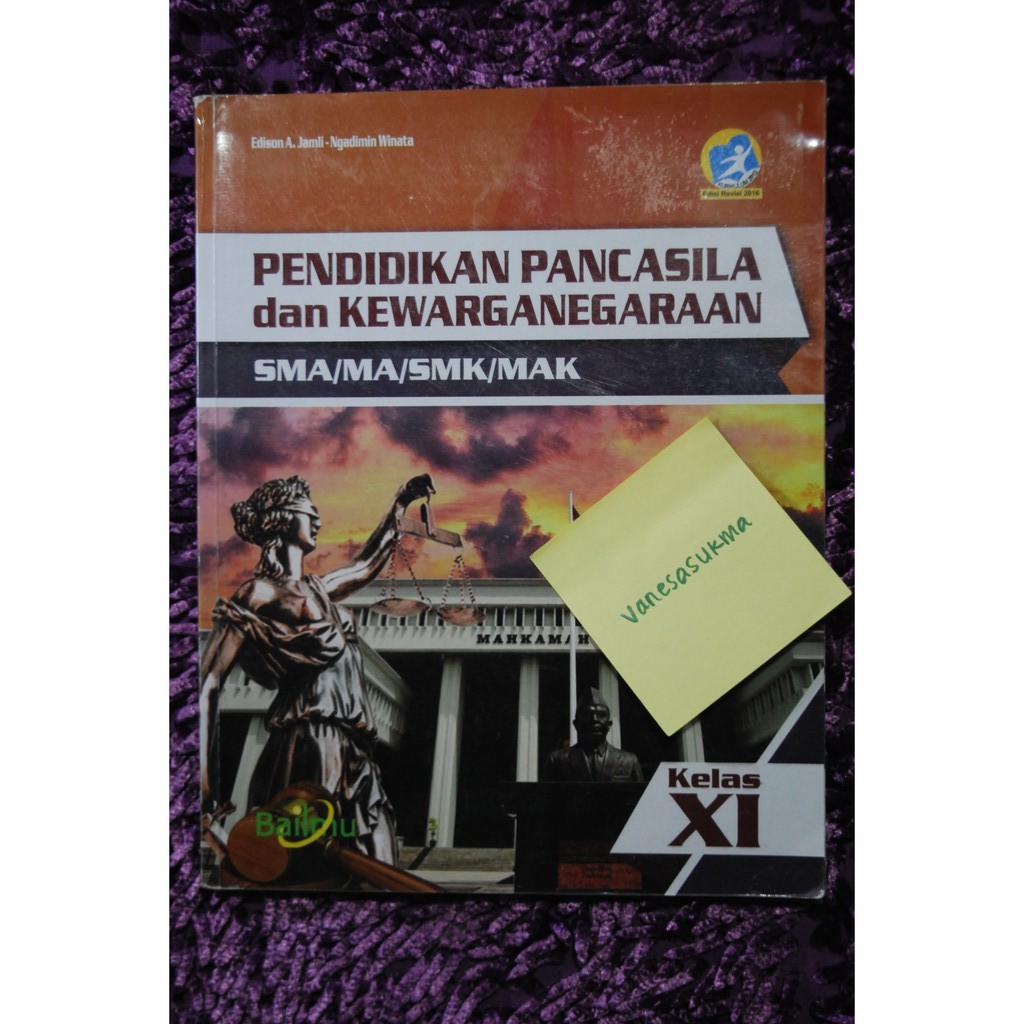 Edison A. Jamli - Ngadimin Winata
Edisi Revisi 2016
PENDIDIKAN PANCASILA
dan KEWARGANEGARAAN
SMA/MA/SMK/MAK
vanesasukma
MAHKAMAH
Kelas
XI
Bailmu